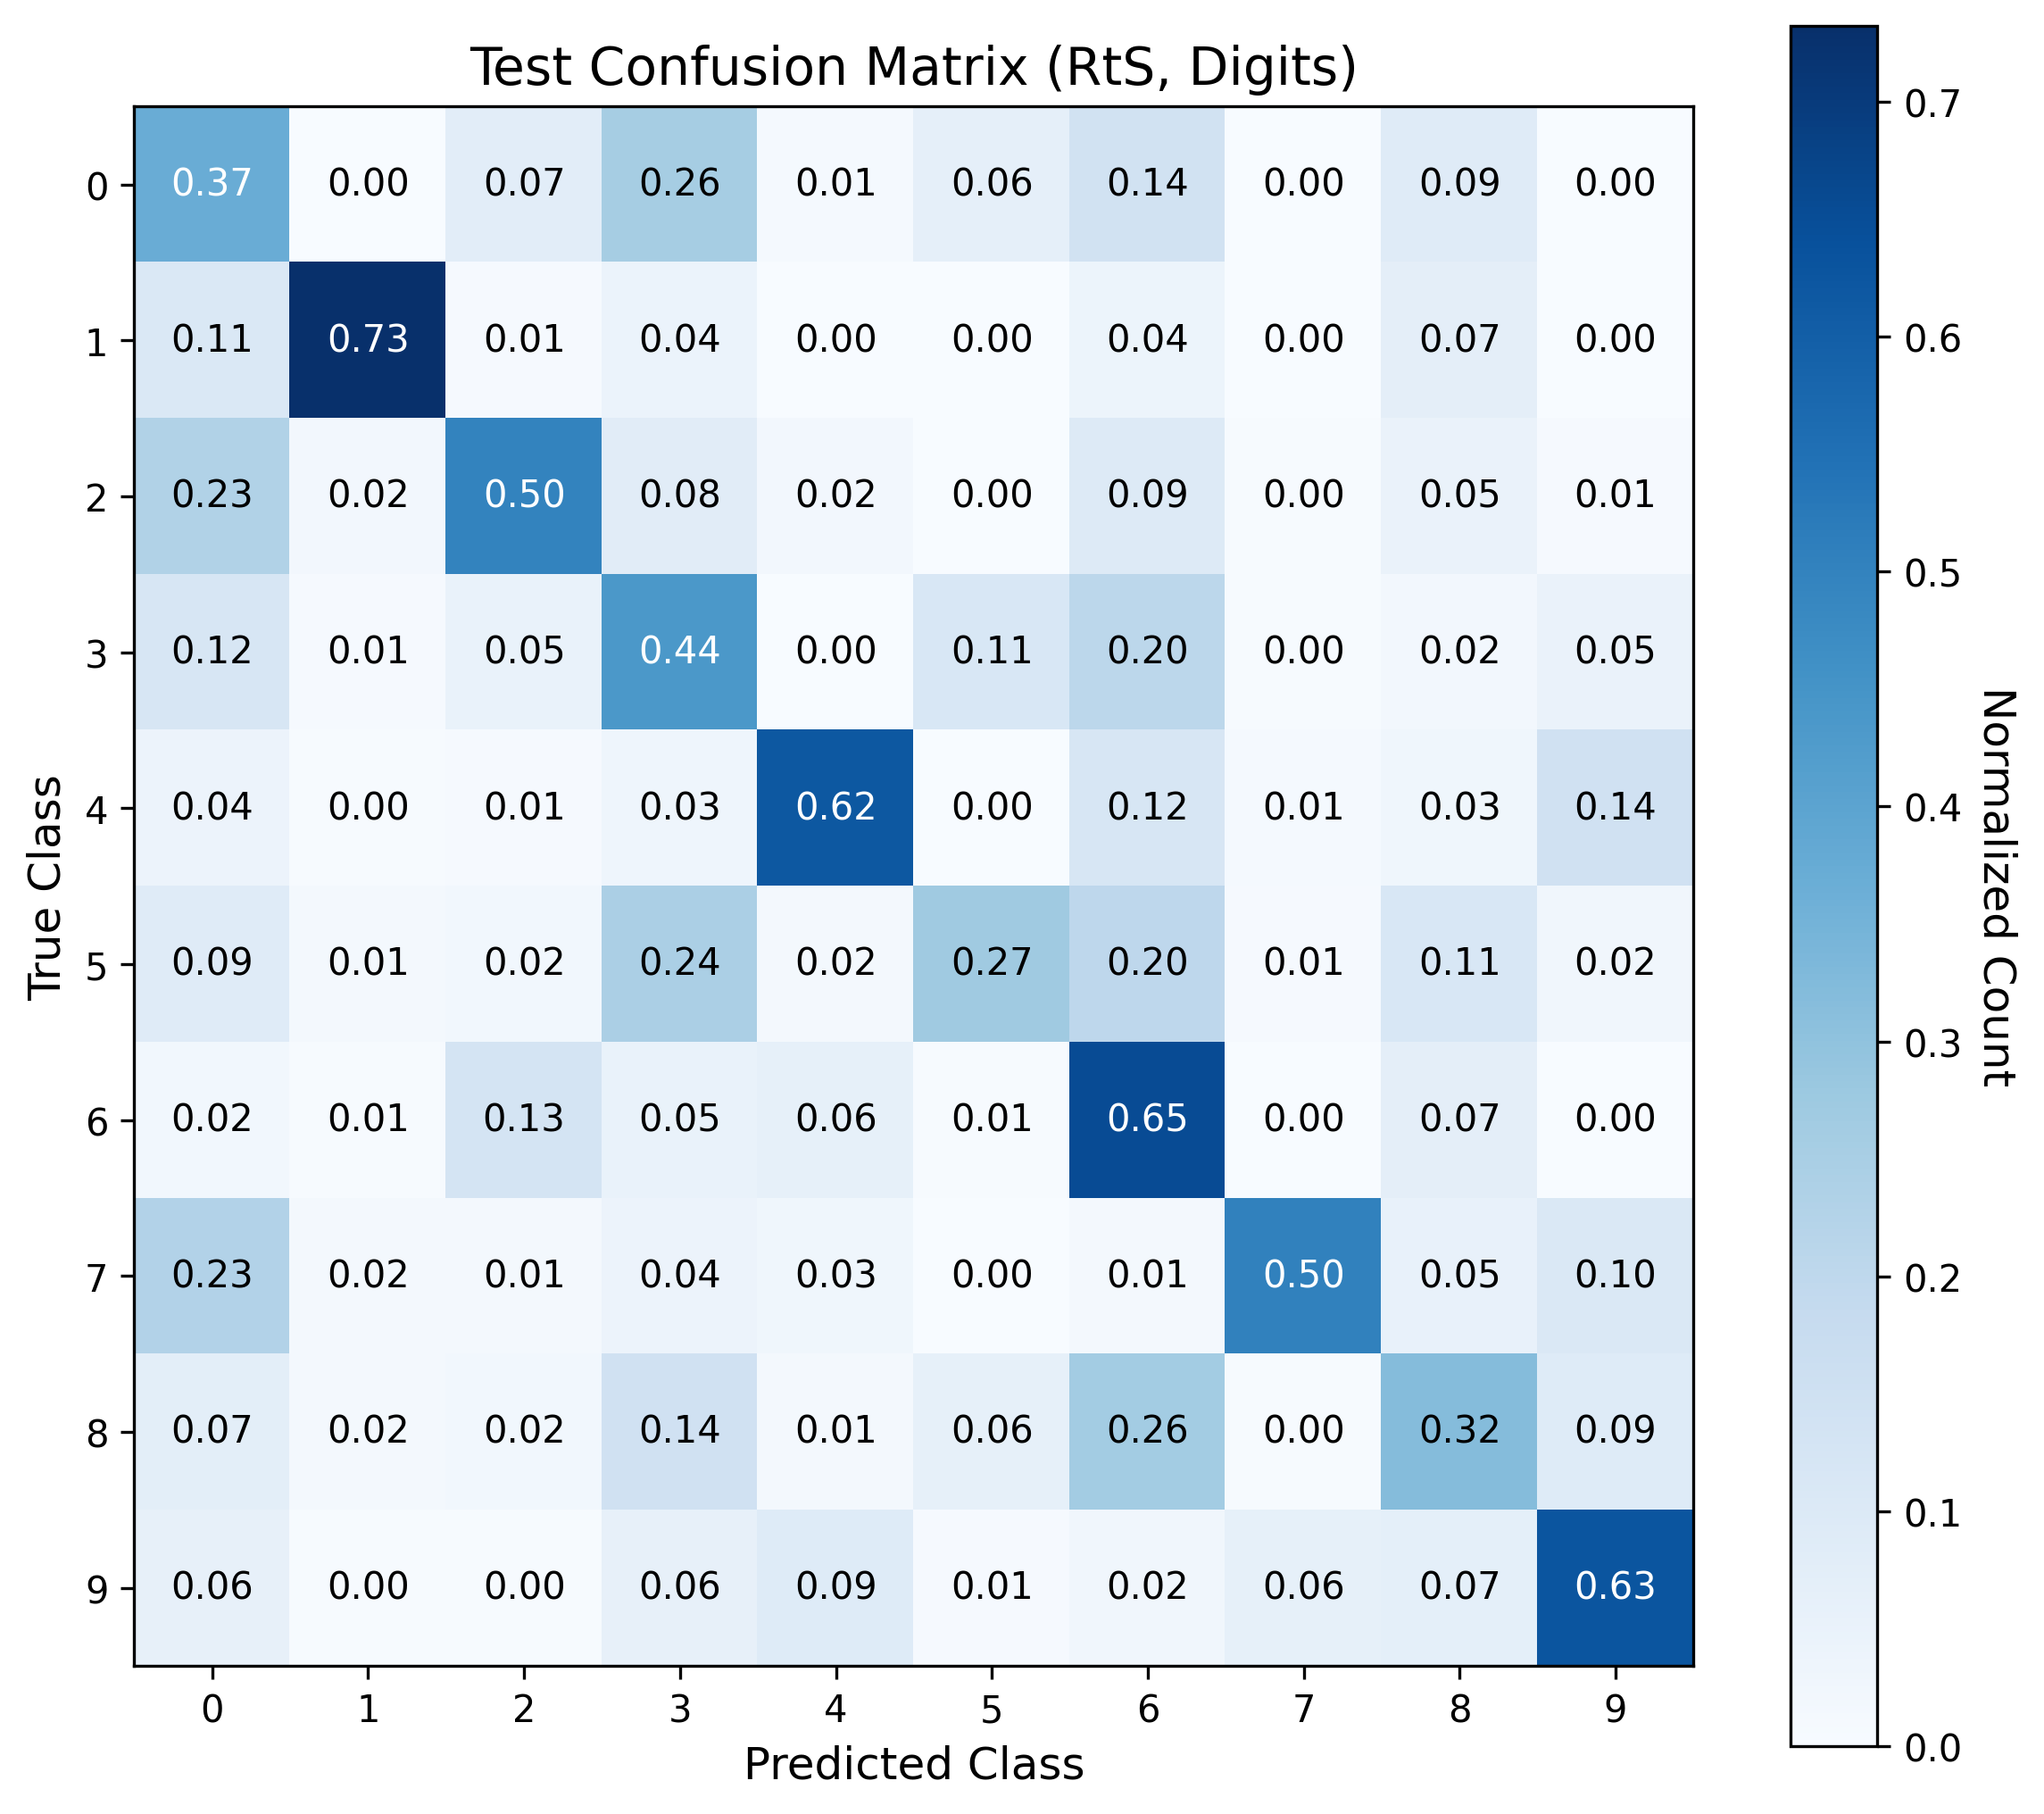 Test Confusion Matrix (RtS, Digits)
0 0.37 0.00 0.07 0.26 0.01 0.06 0.14 0.00 0.09 0.00
1 0.11 0.73 0.01 0.04 0.00 0.00 0.04 0.00 0.07 0.00
2 0.23 0.02 0.50 0.08 0.02 0.00 0.09 0.00 0.05 0.01
3 0.12 0.01 0.05 0.44 0.00 0.11 0.20 0.00 0.02 0.05
4 0.04 0.00 0.01 0.03 0.62 0.00 0.12 0.01 0.03 0.14
5 0.09 0.01 0.02 0.24 0.02 0.27 0.20 0.01 0.11 0.02
6 0.02 0.01 0.13 0.05 0.06 0.01 0.65 0.00 0.07 0.00
7 0.23 0.02 0.01 0.04 0.03 0.00 0.01 0.50 0.05 0.10
8 0.07 0.02 0.02 0.14 0.01 0.06 0.26 0.00 0.32 0.09
9 0.06 0.00 0.00 0.06 0.09 0.01 0.02 0.06 0.07 0.63
0 1 2 3 4 5 6 7 8 9
Predicted Class
True Class
0.7
0.6
0.5
0.4
0.3
0.2
0.1
0.0
Normalized Count